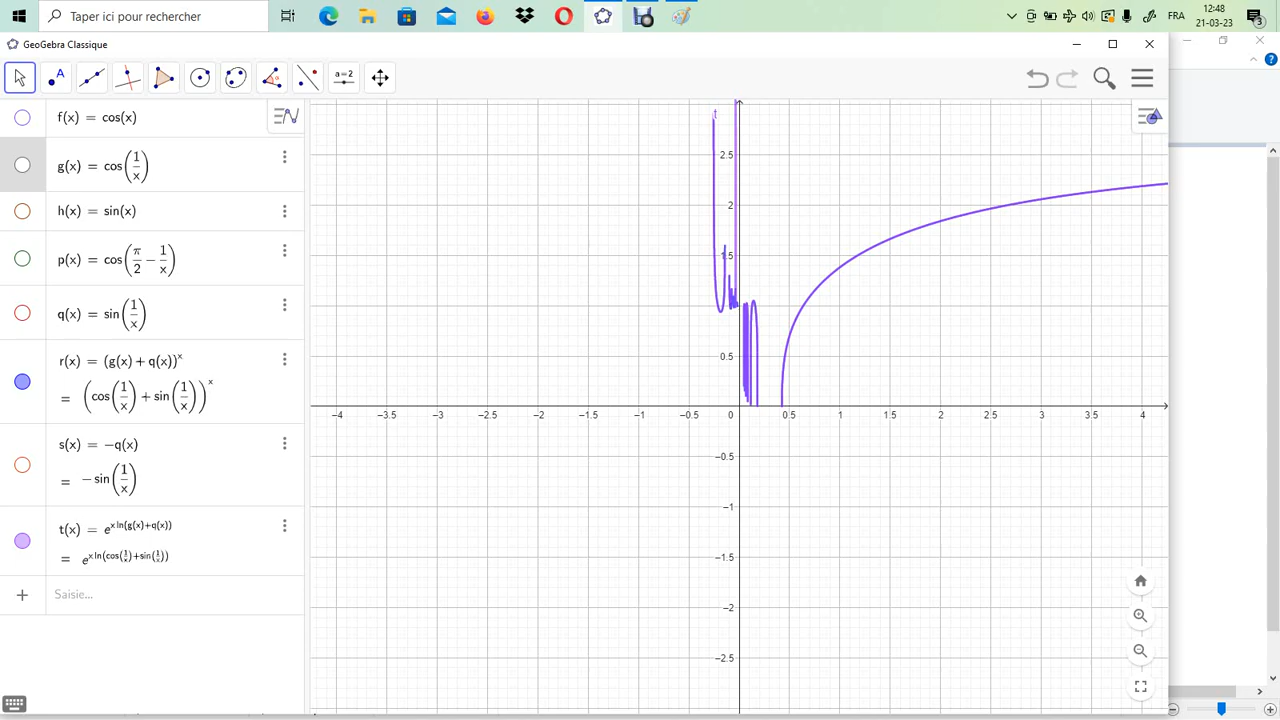 Taper ici pour rechercher
FRA
12:48
21-03-23
3
GeoGebra Classique
A
a=2
f(x) = cos(x)
g(x) = cos(1/x)
h(x) = sin(x)
p(x) = cos(π/2 − 1/x)
q(x) = sin(1/x)
r(x) = (g(x) + q(x))^x
= (cos(1/x) + sin(1/x))^x
s(x) = −q(x)
= − sin(1/x)
t(x) = e^(x ln(g(x)+q(x)))
= e^(x ln(cos(1/x)+sin(1/x)))
Saisie...
t
2.5
2
1.5
0.5
−4 −3.5 −3 −2.5 −2 −1.5 −1 −0.5 0 0.5 1 1.5 2 2.5 3 3.5 4
−0.5
−1
−1.5
−2
−2.5